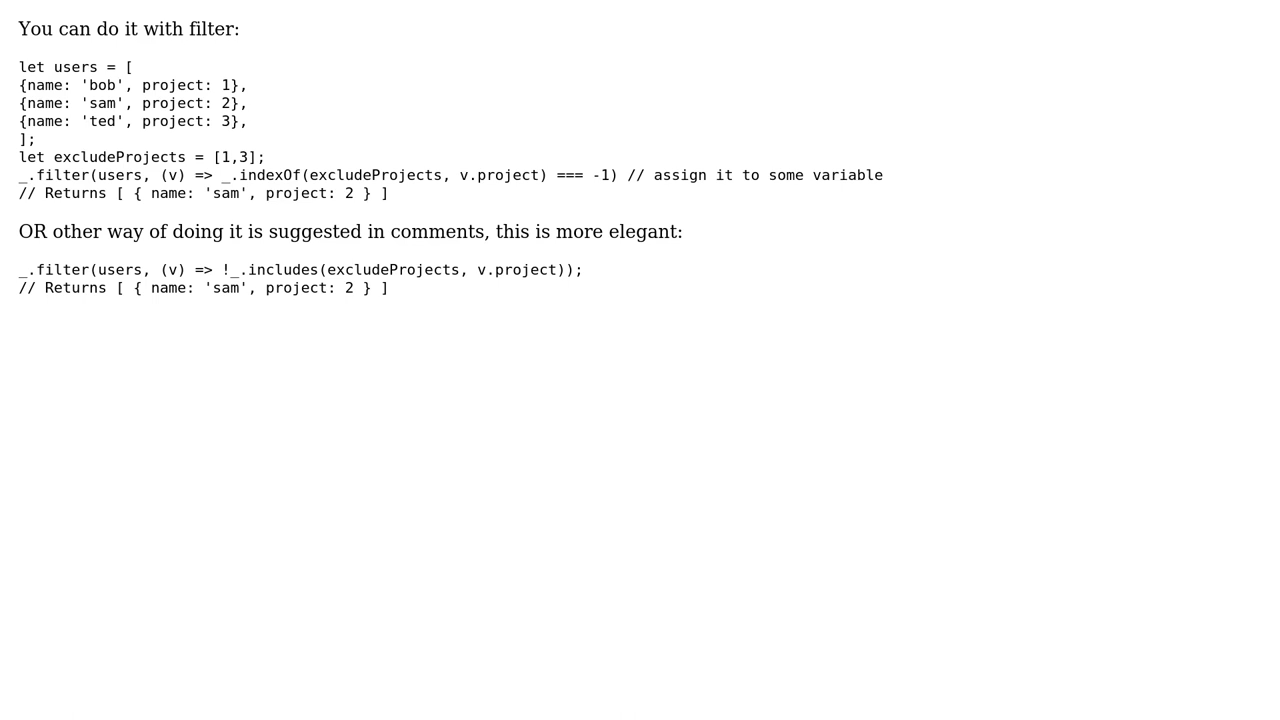 You can do it with filter:
let users = [
{name: 'bob', project: 1},
{name: 'sam', project: 2},
{name: 'ted', project: 3},
];
let excludeProjects = [1,3];
_.filter(users, (v) => _.indexOf(excludeProjects, v.project) === -1) // assign it to some variable
// Returns [ { name: 'sam', project: 2 } ]
OR other way of doing it is suggested in comments, this is more elegant:
_.filter(users, (v) => !_.includes(excludeProjects, v.project));
// Returns [ { name: 'sam', project: 2 } ]